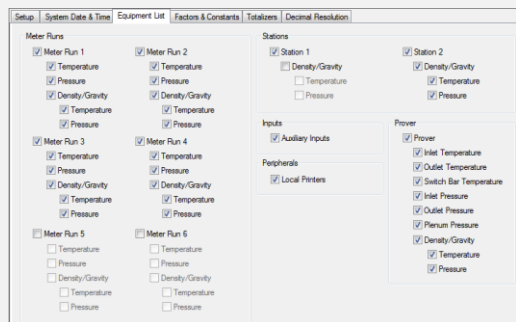 Setup System Date & Time Equipment List Factors & Constants Totalizers Decimal Resolution
Meter Runs
Meter Run 1
Temperature
Pressure
Density/Gravity
Temperature
Pressure
Meter Run 2
Temperature
Pressure
Density/Gravity
Temperature
Pressure
Meter Run 3
Temperature
Pressure
Density/Gravity
Temperature
Pressure
Meter Run 4
Temperature
Pressure
Density/Gravity
Temperature
Pressure
Meter Run 5
Temperature
Pressure
Density/Gravity
Temperature
Pressure
Meter Run 6
Temperature
Pressure
Density/Gravity
Temperature
Pressure
Stations
Station 1
Density/Gravity
Temperature
Pressure
Station 2
Density/Gravity
Temperature
Pressure
Inputs
Auxiliary Inputs
Peripherals
Local Printers
Prover
Prover
Inlet Temperature
Outlet Temperature
Switch Bar Temperature
Inlet Pressure
Outlet Pressure
Plenum Pressure
Density/Gravity
Temperature
Pressure